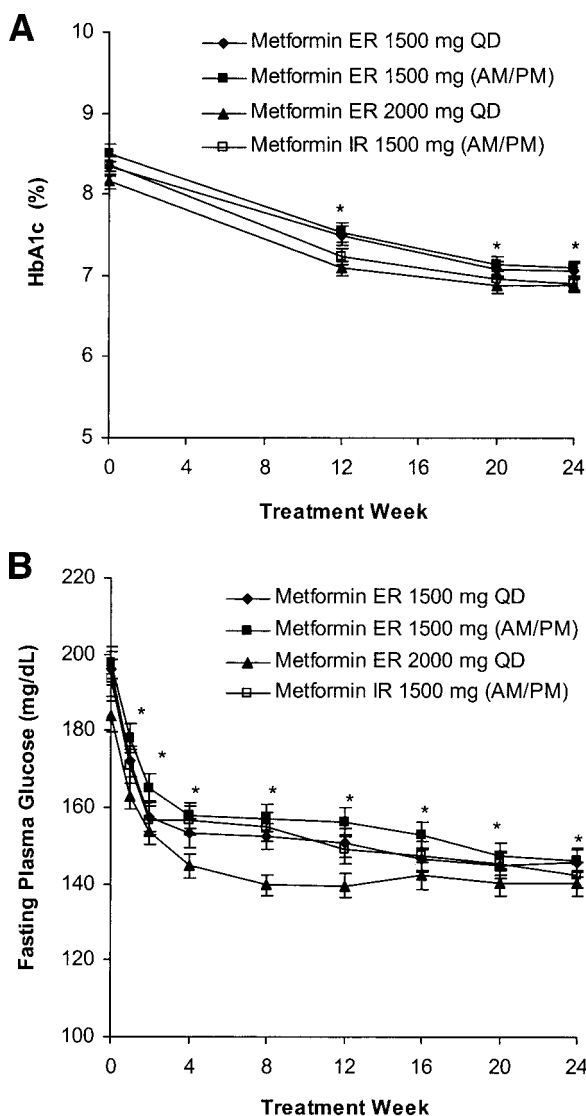 A
10
9
8
7
6
5
HbA1c (%)
Metformin ER 1500 mg QD
Metformin ER 1500 mg (AM/PM)
Metformin ER 2000 mg QD
Metformin IR 1500 mg (AM/PM)
*
*
*
0 4 8 12 16 20 24
Treatment Week
B
220
200
180
160
140
120
100
Fasting Plasma Glucose (mg/dL)
Metformin ER 1500 mg QD
Metformin ER 1500 mg (AM/PM)
Metformin ER 2000 mg QD
Metformin IR 1500 mg (AM/PM)
*
*
*
*
*
*
*
*
0 4 8 12 16 20 24
Treatment Week